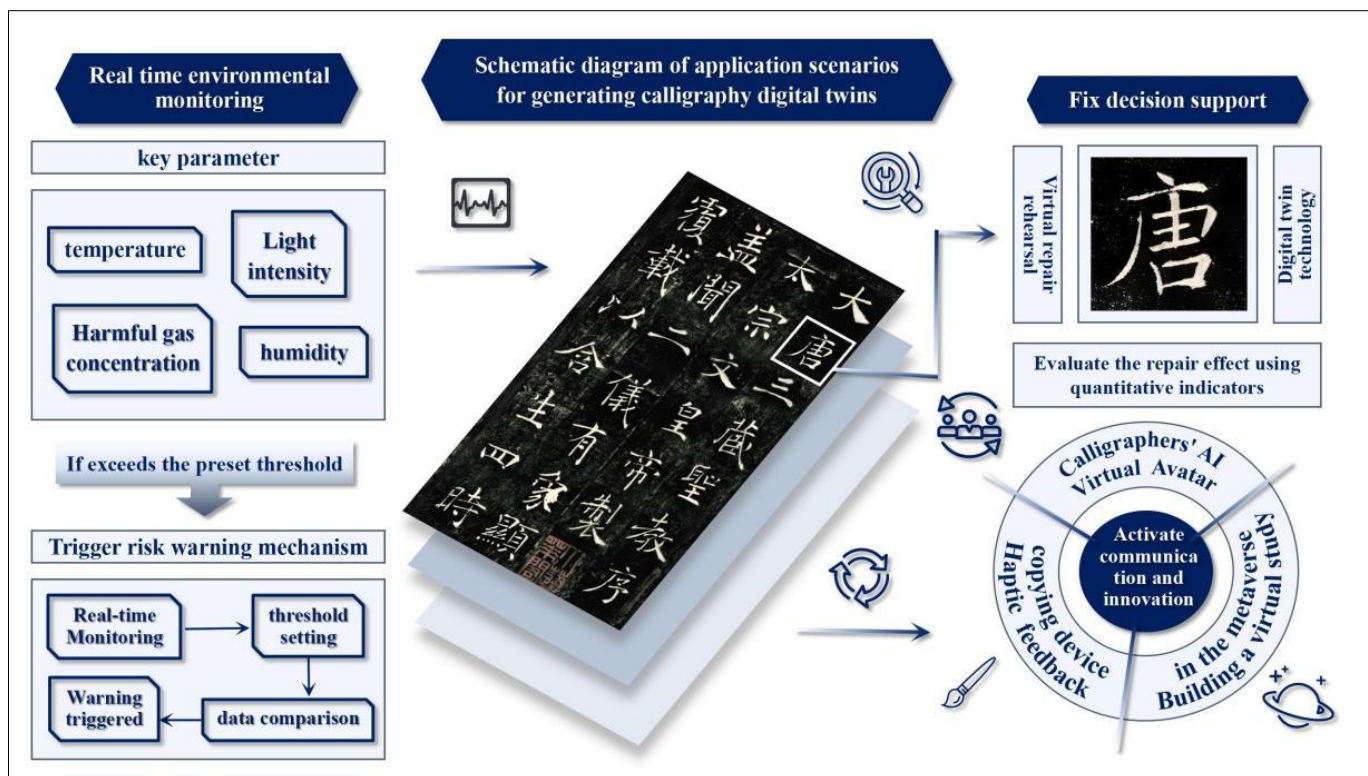 Real time environmental
monitoring
key parameter
temperature
Light
intensity
Harmful gas
concentration
humidity
If exceeds the preset threshold
Trigger risk warning mechanism
Real-time
Monitoring
threshold
setting
Warning
triggered
data comparison
Schematic diagram of application scenarios
for generating calligraphy digital twins
大唐三藏聖教序
太宗文皇帝製
盖聞二儀有象顯
覆載以含生四時
Fix decision support
Virtual repair
rehearsal
唐
Digital twin
technology
Evaluate the repair effect using
quantitative indicators
Calligraphers' AI
Virtual Avatar
copying device
Haptic feedback
Activate
communica
tion and
innovation
in the metaverse
Building a virtual study